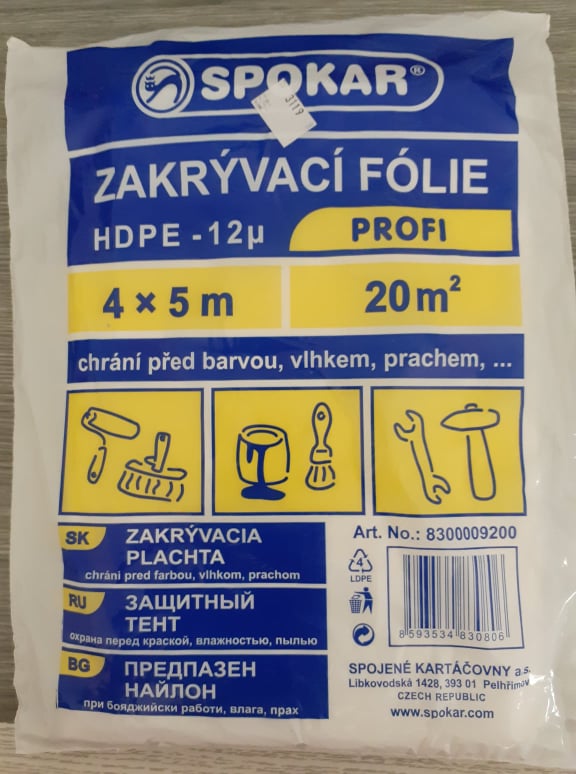 SPOKAR®
3119
ZAKRÝVACÍ FÓLIE
HDPE - 12µ
PROFI
4 × 5 m
20 m²
chrání před barvou, vlhkem, prachem, ...
SK
ZAKRÝVACIA
PLACHTA
chráni pred farbou, vlhkom, prachom
RU
ЗАЩИТНЫЙ
ТЕНТ
охрана перед краской, влажностью, пылью
BG
ПРЕДПАЗЕН
НАЙЛОН
при бояджийски работи, влага, прах
Art. No.: 8300009200
4
LDPE
8 593534 830806
SPOJENÉ KARTÁČOVNY a.s.
Libkovodská 1428, 393 01 Pelhřimov
CZECH REPUBLIC
www.spokar.com